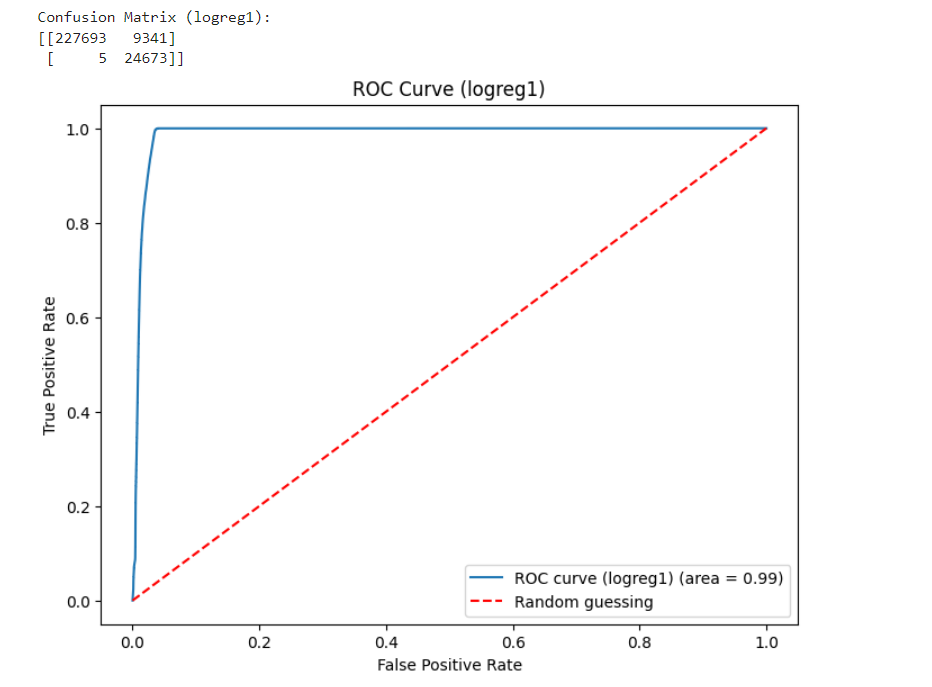 Confusion Matrix (logreg1):
[[227693   9341]
 [     5  24673]]
ROC Curve (logreg1)
True Positive Rate
1.0
0.8
0.6
0.4
0.2
0.0
ROC curve (logreg1) (area = 0.99)
Random guessing
0.0 0.2 0.4 0.6 0.8 1.0
False Positive Rate